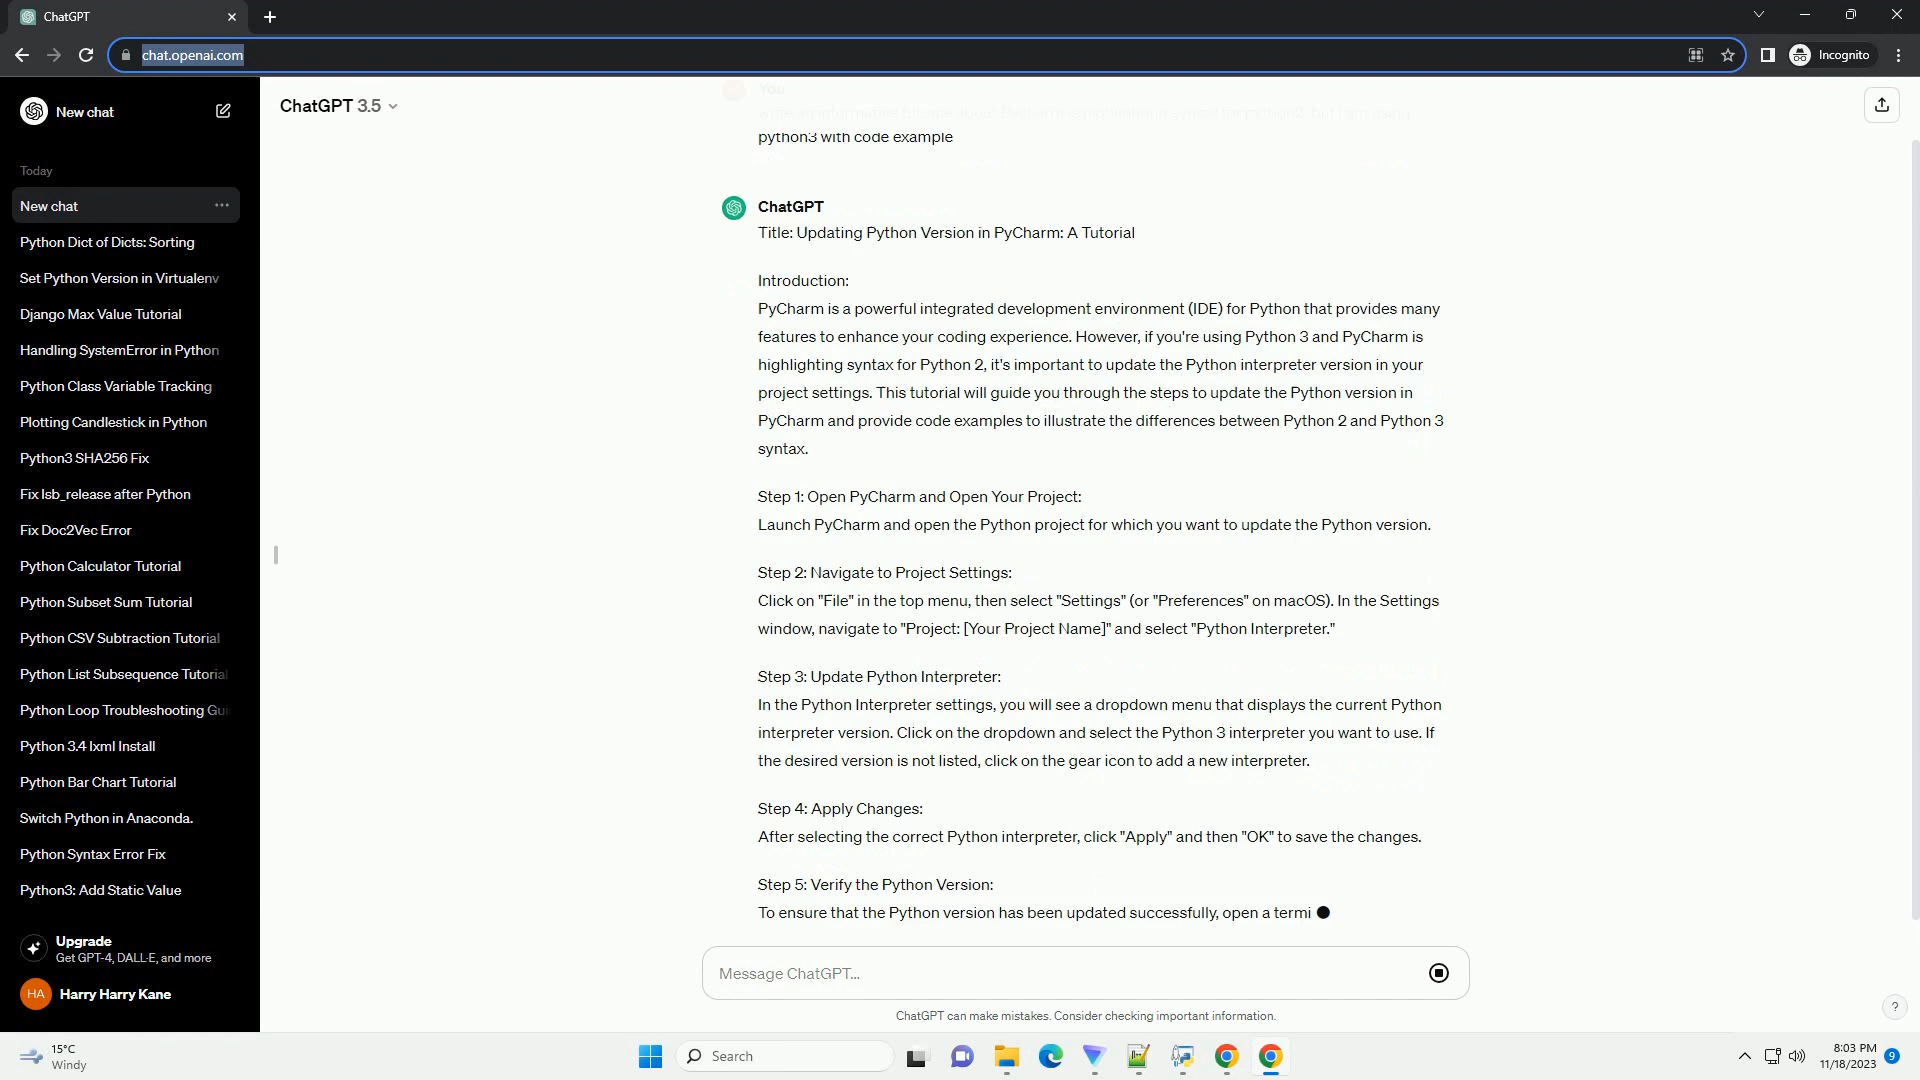 ChatGPT
chat.openai.com
Incognito
New chat
ChatGPT 3.5
Today
New chat
Python Dict of Dicts: Sorting
Set Python Version in Virtualenv
Django Max Value Tutorial
Handling SystemError in Python
Python Class Variable Tracking
Plotting Candlestick in Python
Python3 SHA256 Fix
Fix lsb_release after Python
Fix Doc2Vec Error
Python Calculator Tutorial
Python Subset Sum Tutorial
Python CSV Subtraction Tutorial
Python List Subsequence Tutorial
Python Loop Troubleshooting Gui
Python 3.4 lxml Install
Python Bar Chart Tutorial
Switch Python in Anaconda.
Python Syntax Error Fix
Python3: Add Static Value
Upgrade
Get GPT-4, DALL·E, and more
HA
Harry Harry Kane
You
python3 with code example
ChatGPT
Title: Updating Python Version in PyCharm: A Tutorial
Introduction:
PyCharm is a powerful integrated development environment (IDE) for Python that provides many
features to enhance your coding experience. However, if you're using Python 3 and PyCharm is
highlighting syntax for Python 2, it's important to update the Python interpreter version in your
project settings. This tutorial will guide you through the steps to update the Python version in
PyCharm and provide code examples to illustrate the differences between Python 2 and Python 3
syntax.
Step 1: Open PyCharm and Open Your Project:
Launch PyCharm and open the Python project for which you want to update the Python version.
Step 2: Navigate to Project Settings:
Click on "File" in the top menu, then select "Settings" (or "Preferences" on macOS). In the Settings
window, navigate to "Project: [Your Project Name]" and select "Python Interpreter."
Step 3: Update Python Interpreter:
In the Python Interpreter settings, you will see a dropdown menu that displays the current Python
interpreter version. Click on the dropdown and select the Python 3 interpreter you want to use. If
the desired version is not listed, click on the gear icon to add a new interpreter.
Step 4: Apply Changes:
After selecting the correct Python interpreter, click "Apply" and then "OK" to save the changes.
Step 5: Verify the Python Version:
To ensure that the Python version has been updated successfully, open a termi
Message ChatGPT...
ChatGPT can make mistakes. Consider checking important information.
?
15°C
Windy
Search
8:03 PM
11/18/2023
9